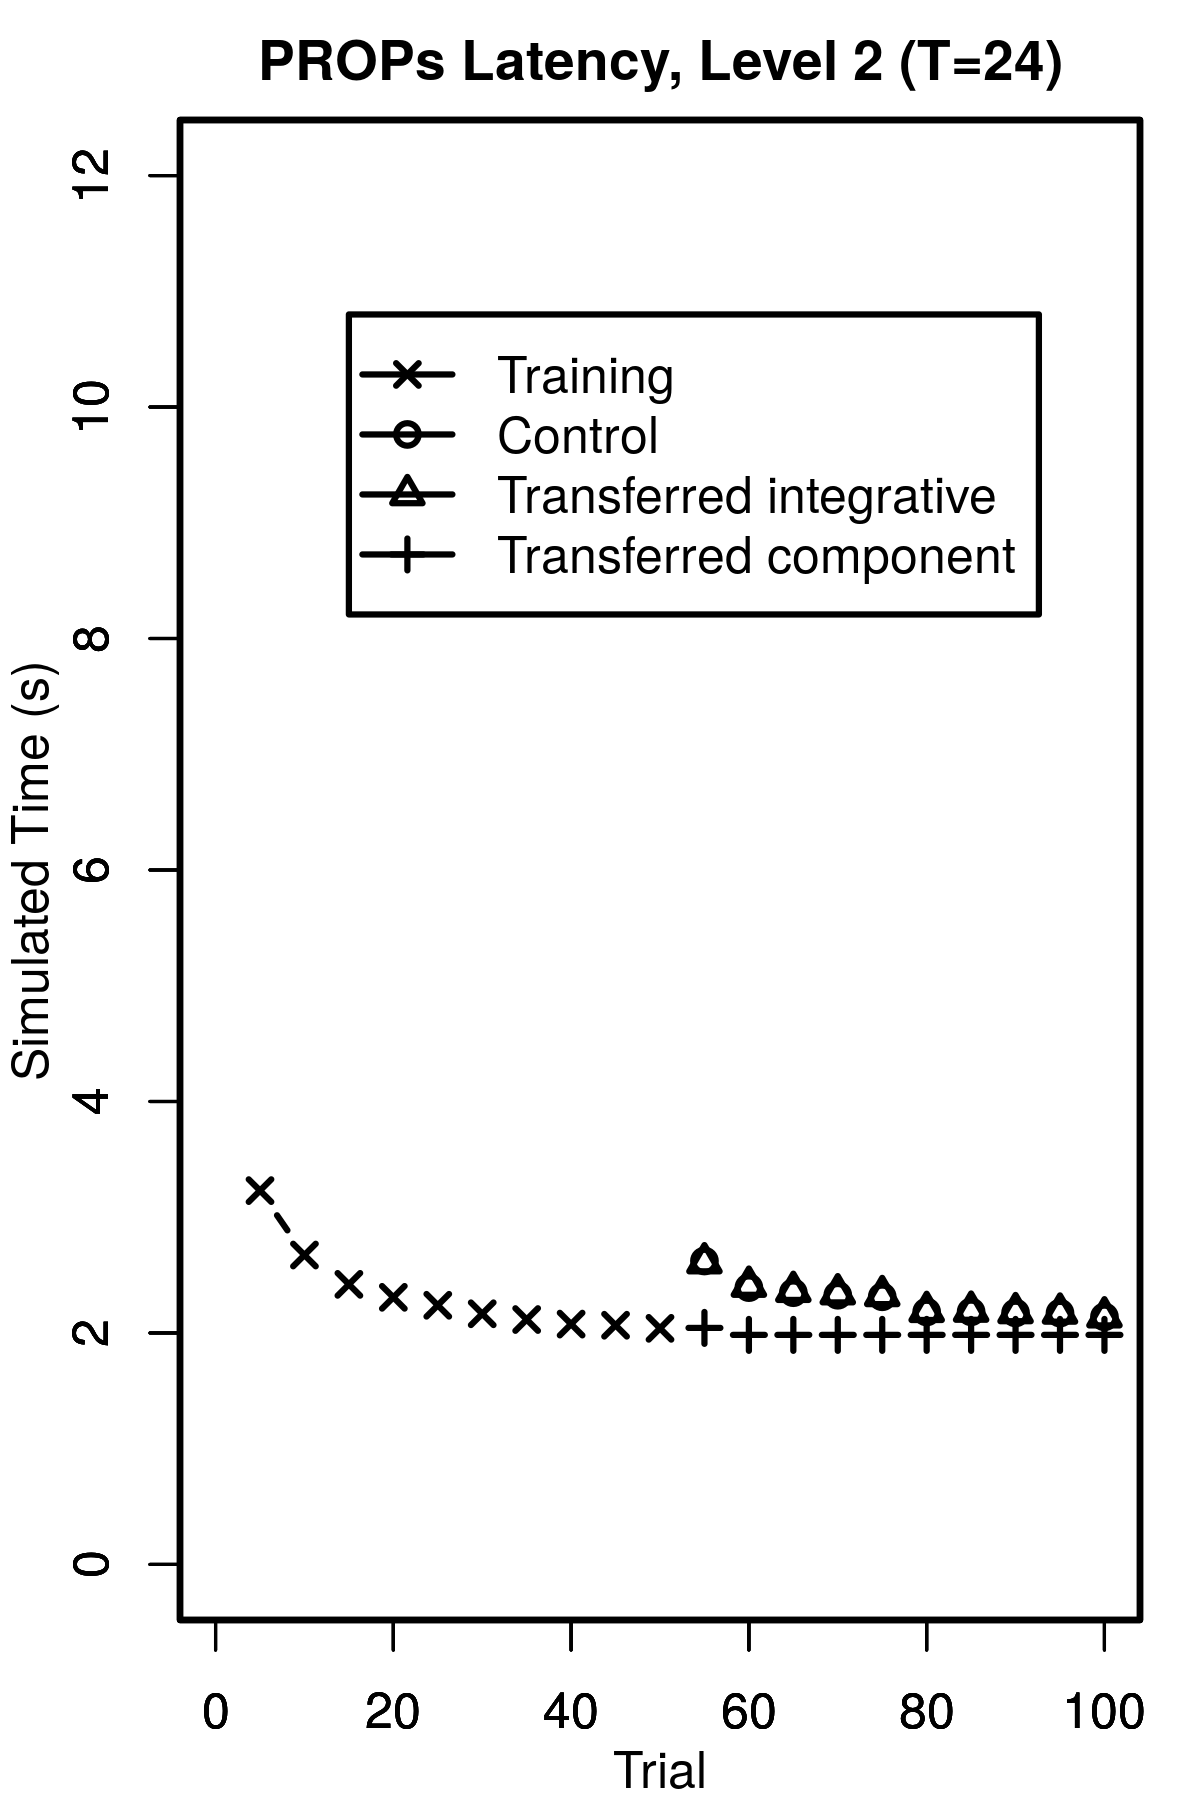 PROPs Latency, Level 2 (T=24)
Training
Control
Transferred integrative
Transferred component
Simulated Time (s)
12
10
8
6
4
2
0
0 20 40 60 80 100
Trial